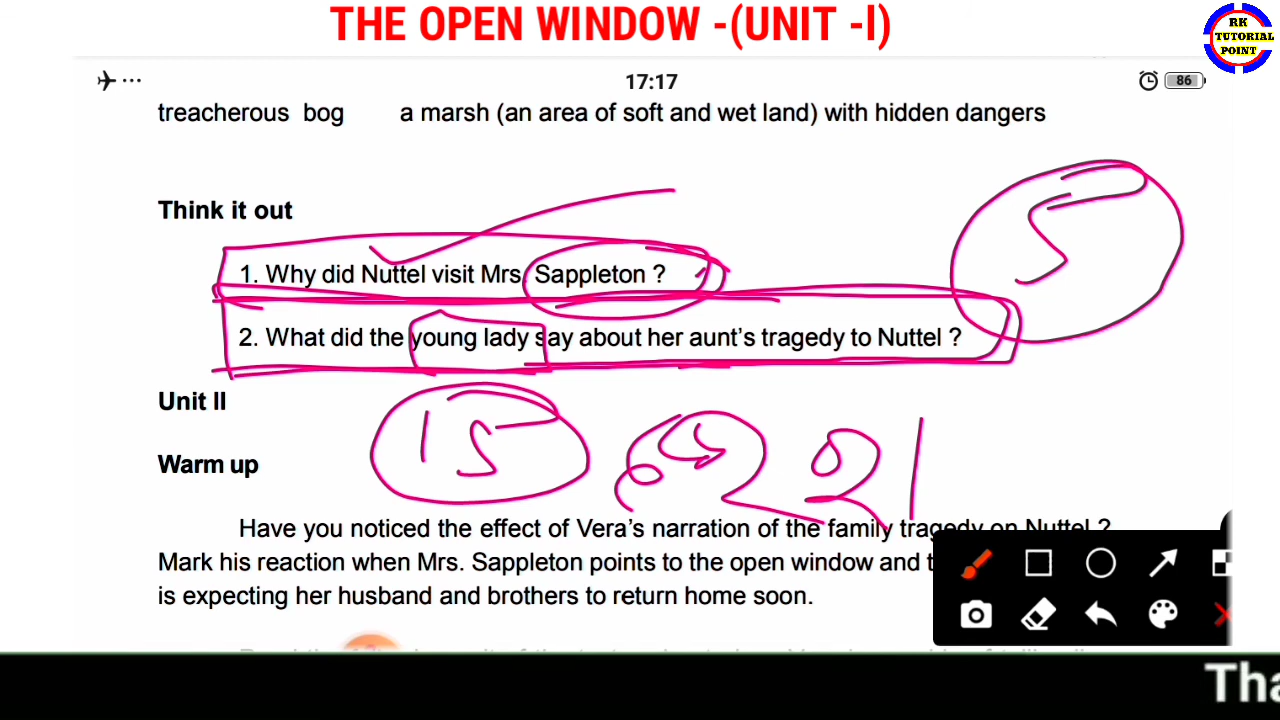 THE OPEN WINDOW -(UNIT -I)
RK
TUTORIAL
POINT
17:17
86
treacherous bog a marsh (an area of soft and wet land) with hidden dangers
Think it out
5
1. Why did Nuttel visit Mrs. Sappleton ?
2. What did the young lady say about her aunt's tragedy to Nuttel ?
Unit II
15
Warm up
Have you noticed the effect of Vera's narration of the family tragedy on Nuttel ?
Mark his reaction when Mrs. Sappleton points to the open window and
is expecting her husband and brothers to return home soon.
Tha